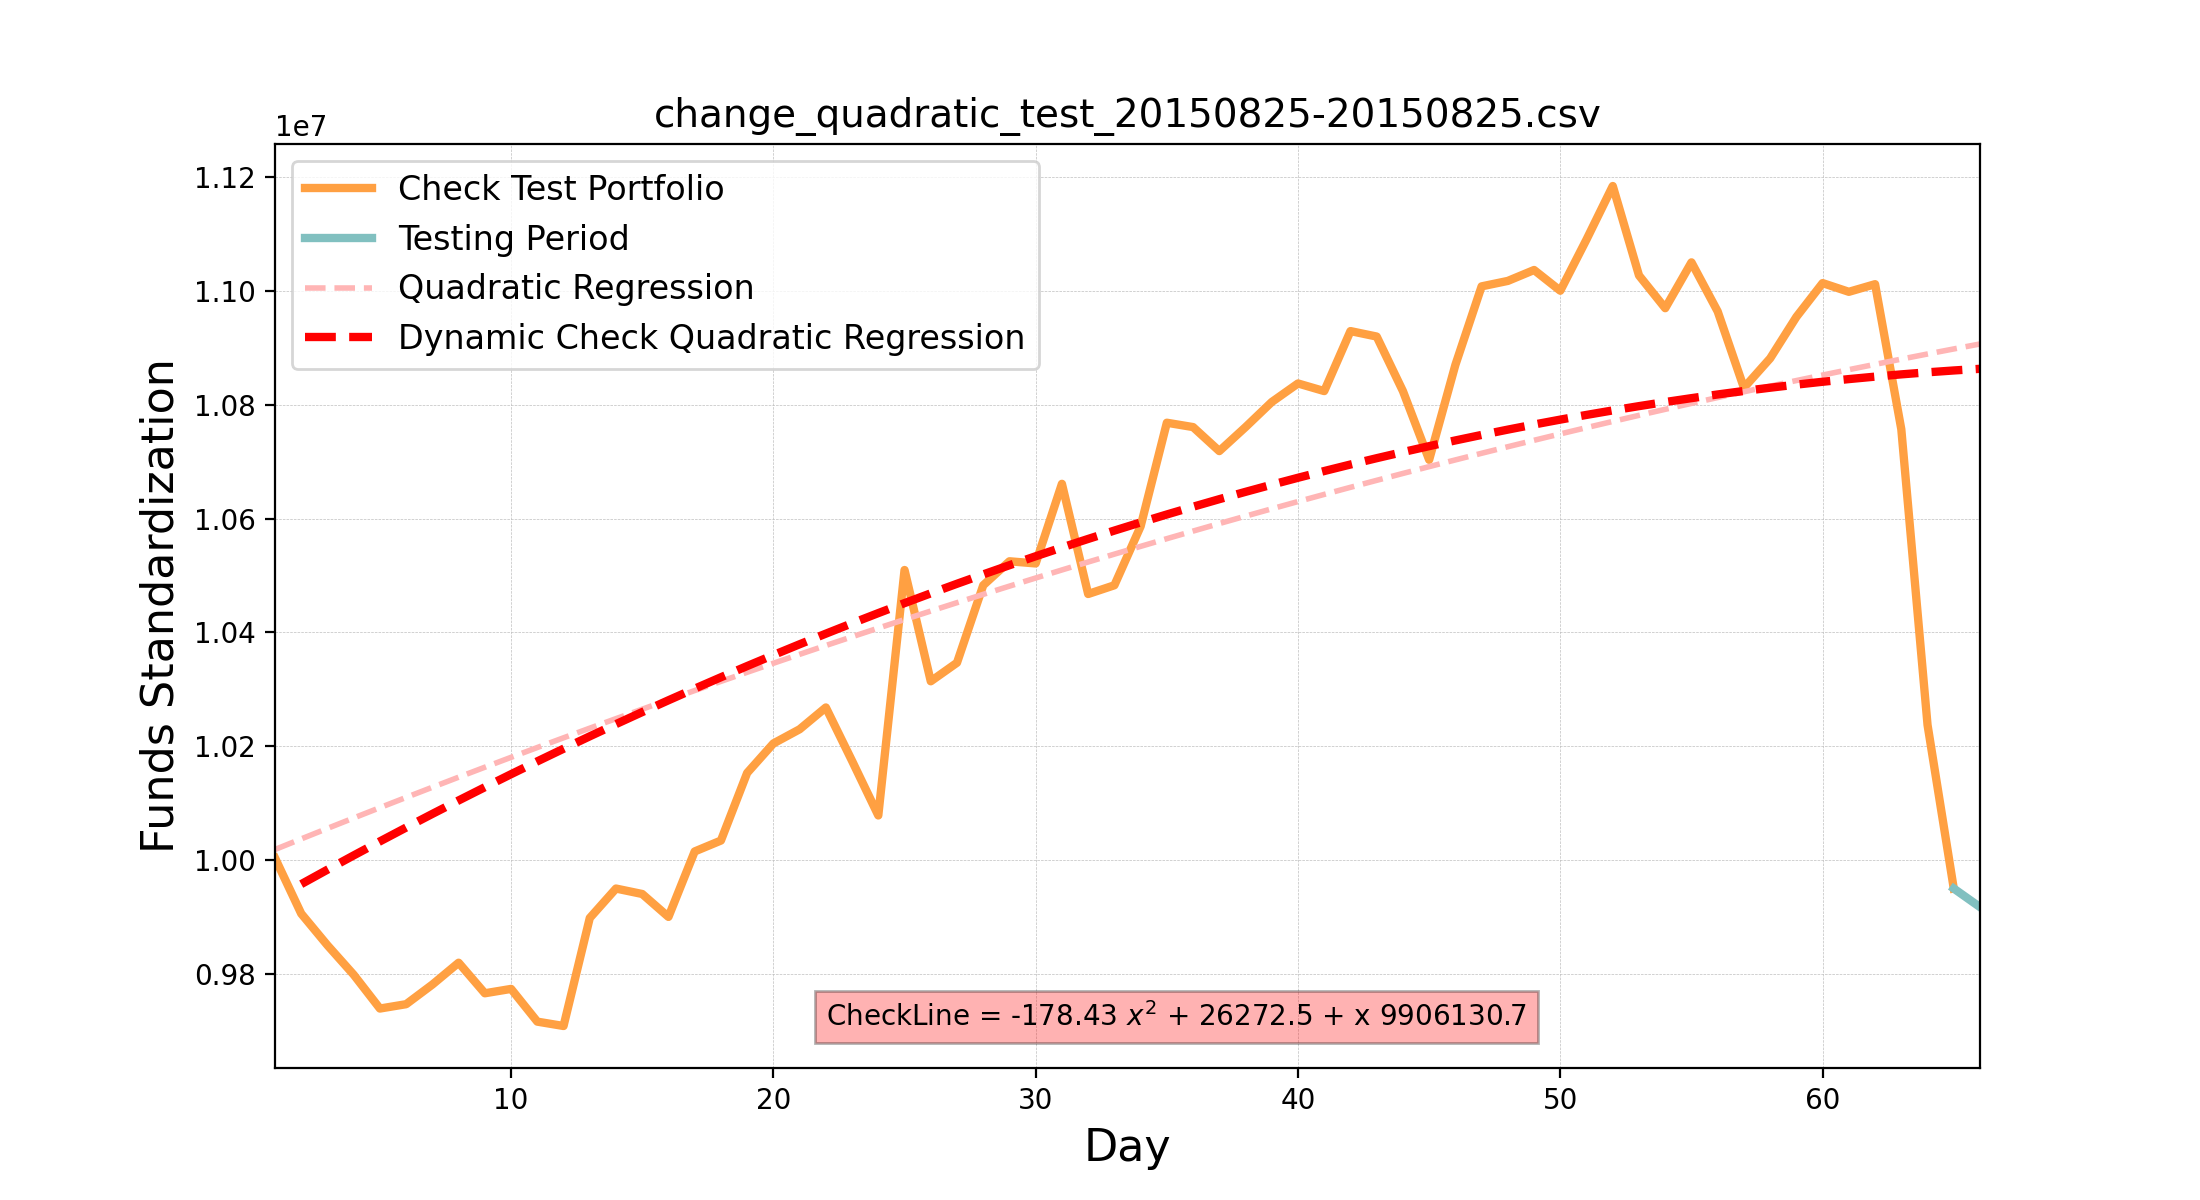 change_quadratic_test_20150825-20150825.csv
1e7
Check Test Portfolio
Testing Period
Quadratic Regression
Dynamic Check Quadratic Regression
1.12
1.10
1.08
1.06
1.04
1.02
1.00
0.98
Funds Standardization
CheckLine = -178.43 x² + 26272.5 + x 9906130.7
10 20 30 40 50 60
Day